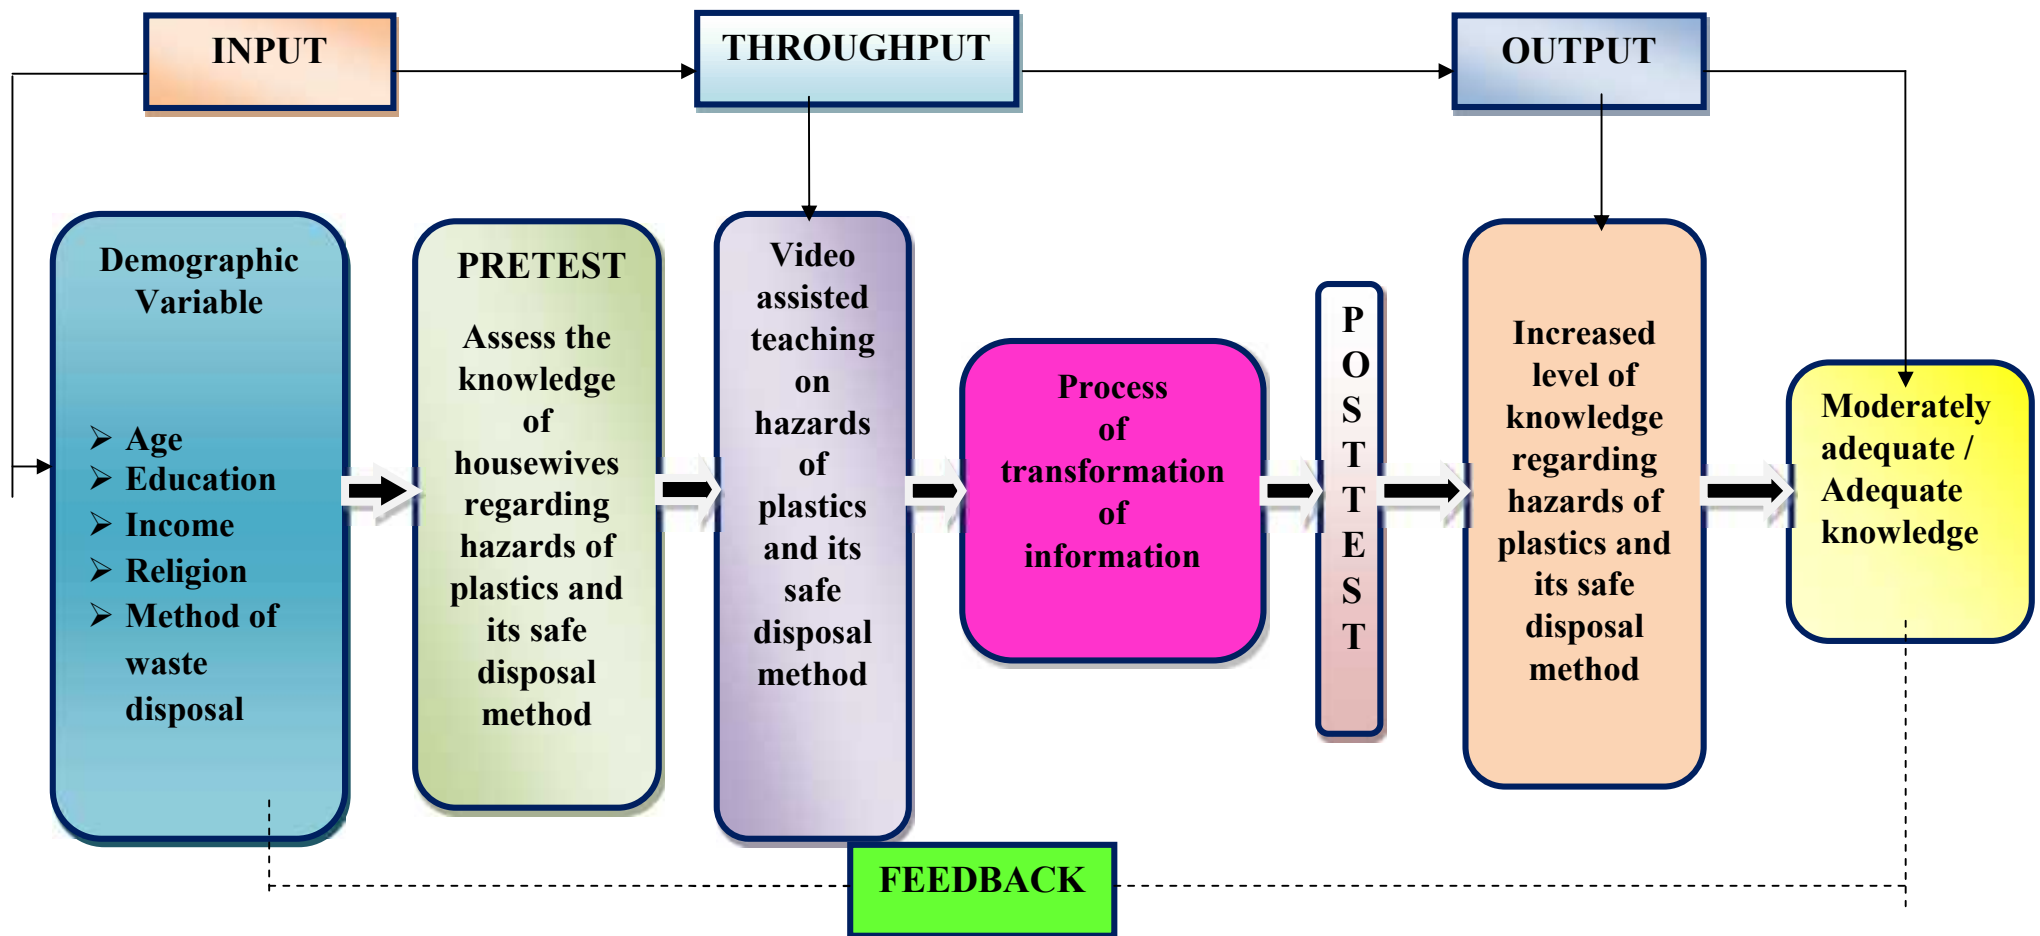 INPUT
THROUGHPUT
OUTPUT
Demographic
Variable
➢ Age
➢ Education
➢ Income
➢ Religion
➢ Method of
waste
disposal
PRETEST
Assess the
knowledge
of
housewives
regarding
hazards of
plastics and
its safe
disposal
method
Video
assisted
teaching
on
hazards
of
plastics
and its
safe
disposal
method
Process
of
transformation
of
information
P
O
S
T
T
E
S
T
Increased
level of
knowledge
regarding
hazards of
plastics and
its safe
disposal
method
Moderately
adequate /
Adequate
knowledge
FEEDBACK